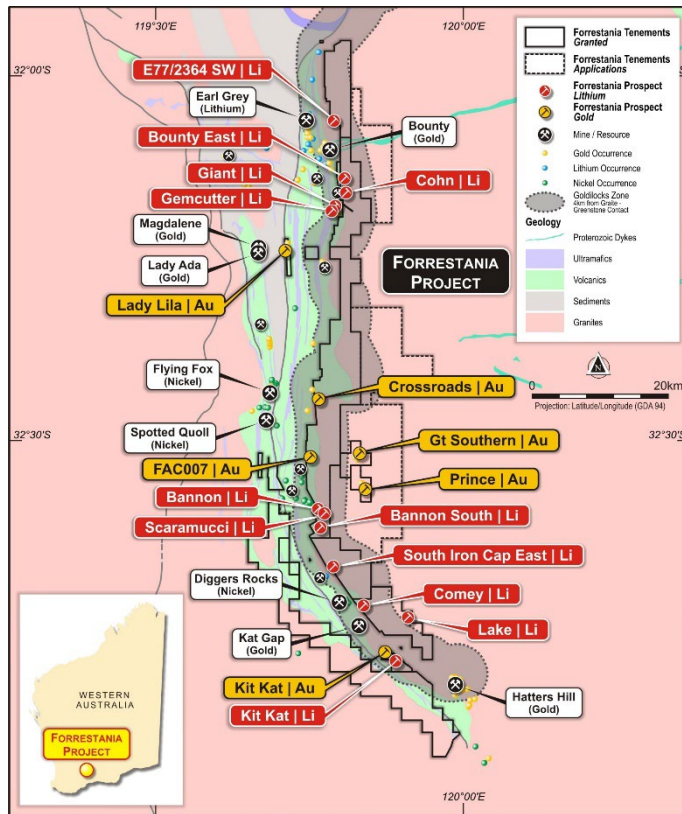 119°30'E
120°00'E
32°00'S
E77/2364 SW | Li
Earl Grey
(Lithium)
Bounty
(Gold)
Bounty East | Li
Giant | Li
Cohn | Li
Gemcutter | Li
Magdalene
(Gold)
Lady Ada
(Gold)
FORRESTANIA
PROJECT
Lady Lila | Au
Flying Fox
(Nickel)
Crossroads | Au
Spotted Quoll
(Nickel)
Gt Southern | Au
FAC007 | Au
Prince | Au
Bannon | Li
Bannon South | Li
Scaramucci | Li
South Iron Cap East | Li
Diggers Rocks
(Nickel)
Comey | Li
Lake | Li
Kat Gap
(Gold)
Kit Kat | Au
Kit Kat | Li
Hatters Hill
(Gold)
32°30'S
32°30'S
120°00'E
Forrestania Tenements
Granted
Forrestania Tenements
Applications
Forrestania Prospect
Lithium
Forrestania Prospect
Gold
Mine / Resource
Gold Occurrence
Lithium Occurrence
Nickel Occurrence
Goldilocks Zone
4km from Granite -
Greenstone Contact
Geology
Proterozoic Dykes
Ultramafics
Volcanics
Sediments
Granites
0
20km
Projection: Latitude/Longitude (GDA 94)
WESTERN
AUSTRALIA
FORRESTANIA
PROJECT